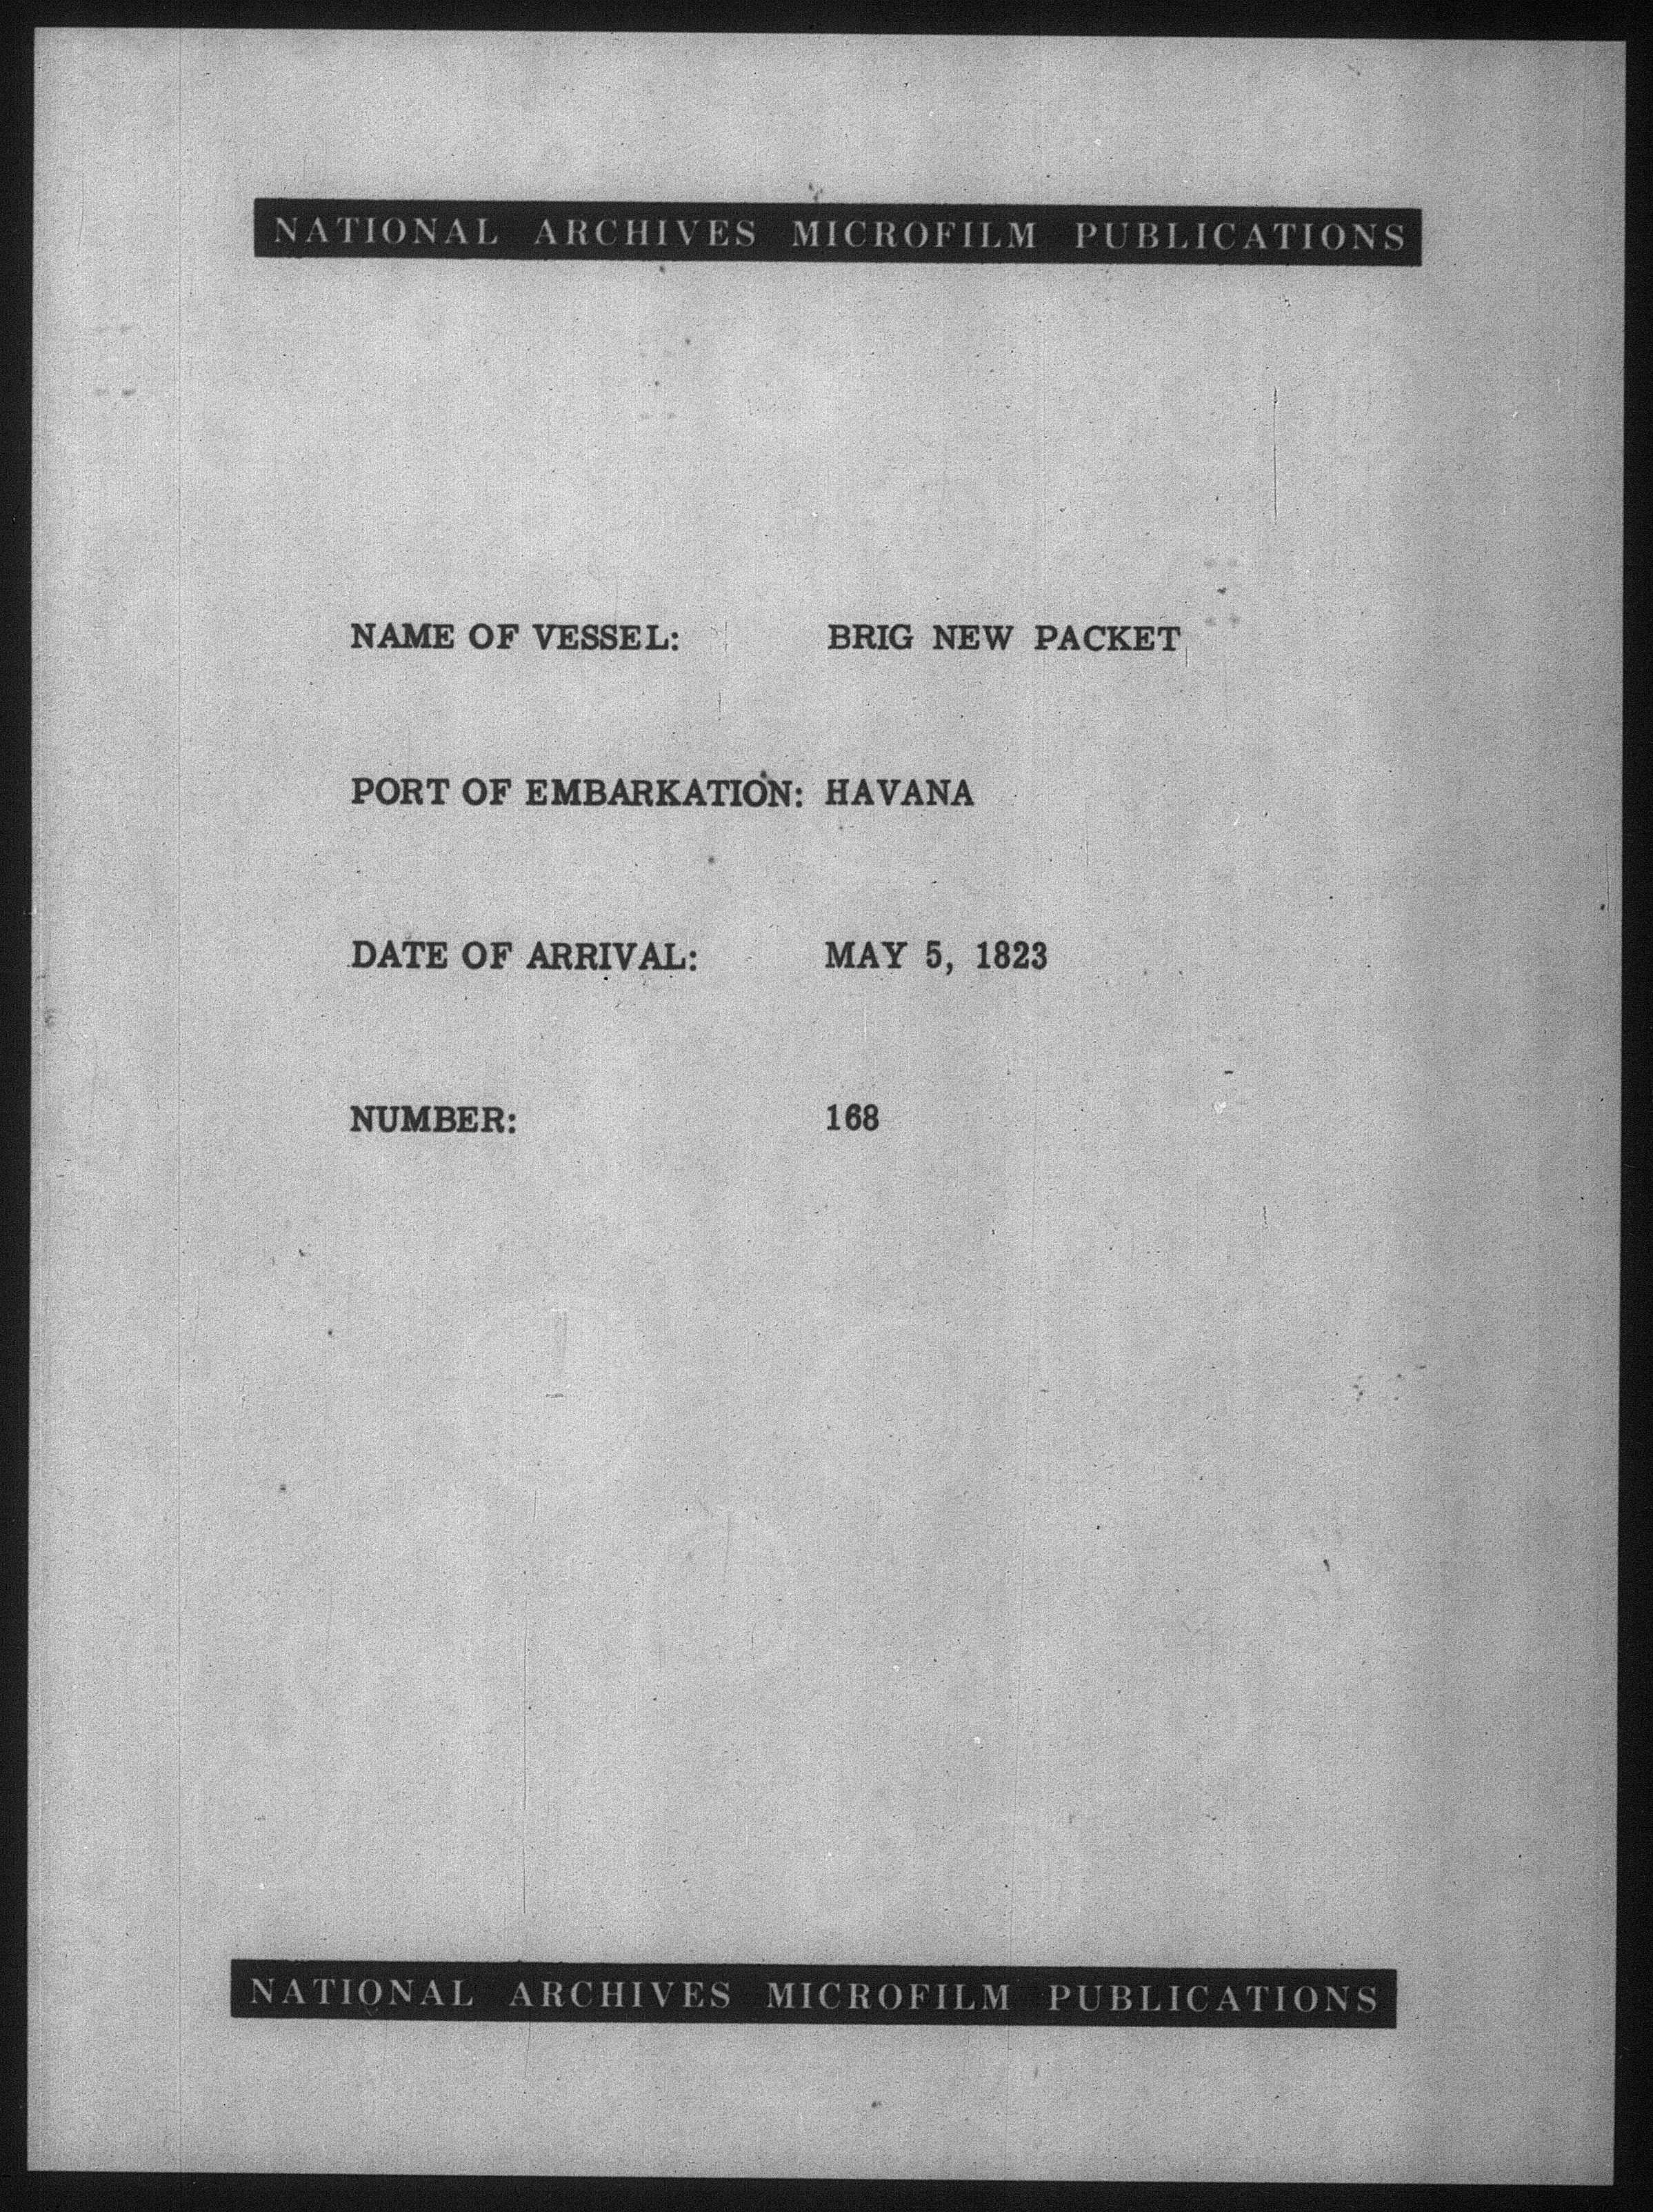 NATIONAL ARCHIVES MICROFILM PUBLICATIONS
NAME OF VESSEL: BRIG NEW PACKET
PORT OF EMBARKATION: HAVANA
DATE OF ARRIVAL: MAY 5, 1823
NUMBER: 168
NATIONAL ARCHIVES MICROFILM PUBLICATIONS